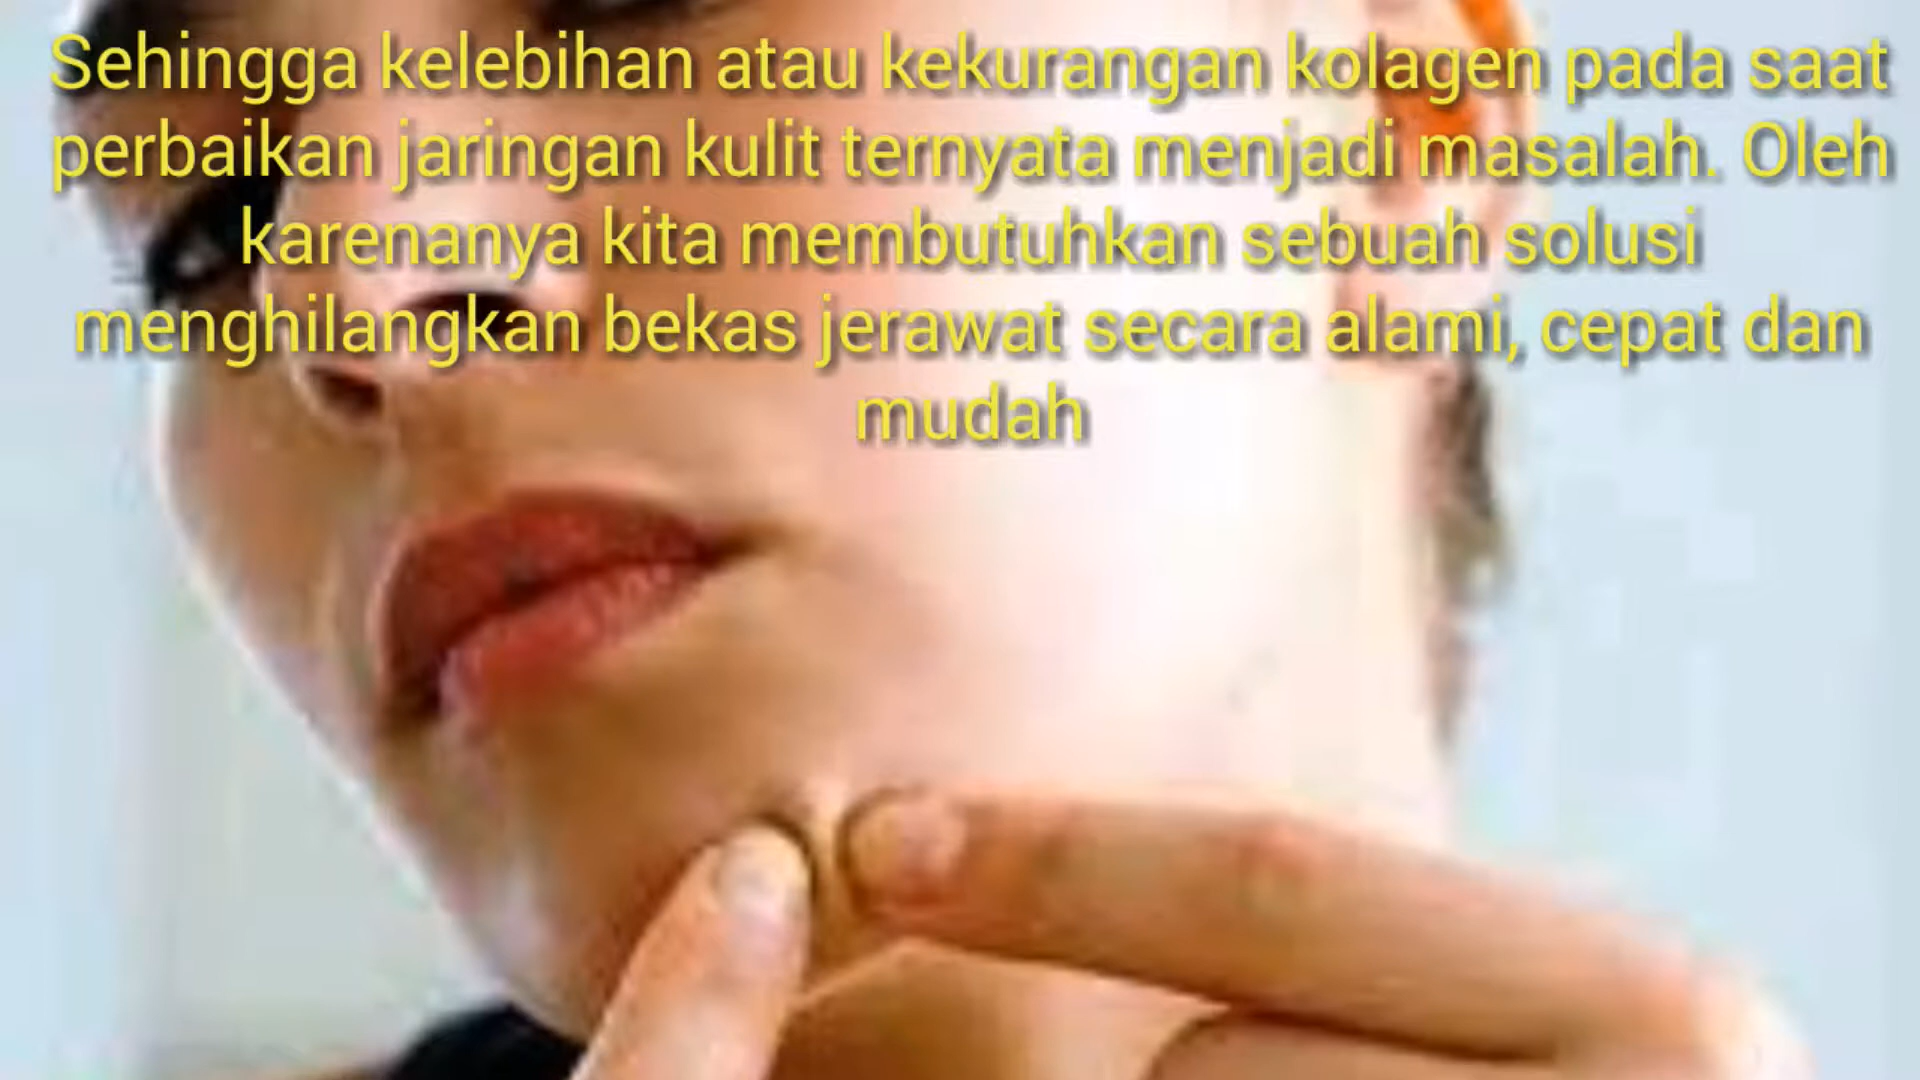 Sehingga kelebihan atau kekurangan kolagen pada saat
perbaikan jaringan kulit ternyata menjadi masalah. Oleh
karenanya kita membutuhkan sebuah solusi
menghilangkan bekas jerawat secara alami, cepat dan
mudah